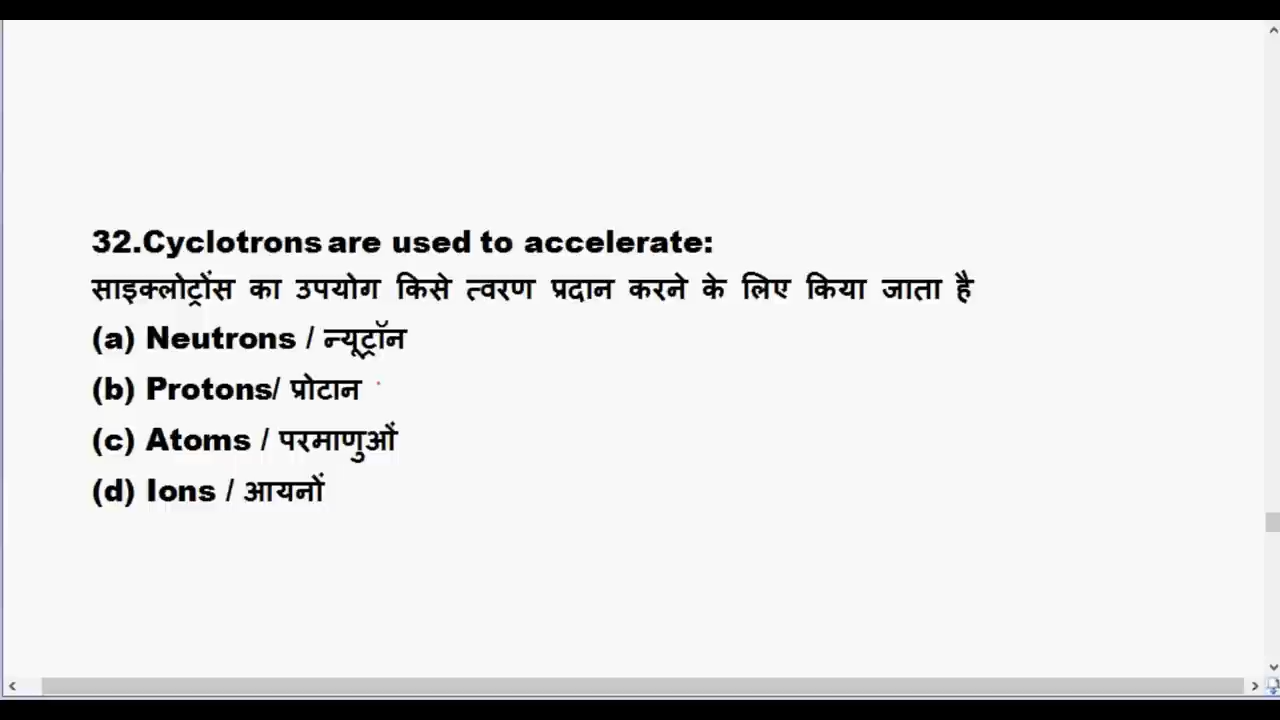 32.Cyclotrons are used to accelerate:
साइक्लोट्रोंस का उपयोग किसे त्वरण प्रदान करने के लिए किया जाता है
(a) Neutrons / न्यूट्रॉन
(b) Protons/ प्रोटान
(c) Atoms / परमाणुओं
(d) Ions / आयनों